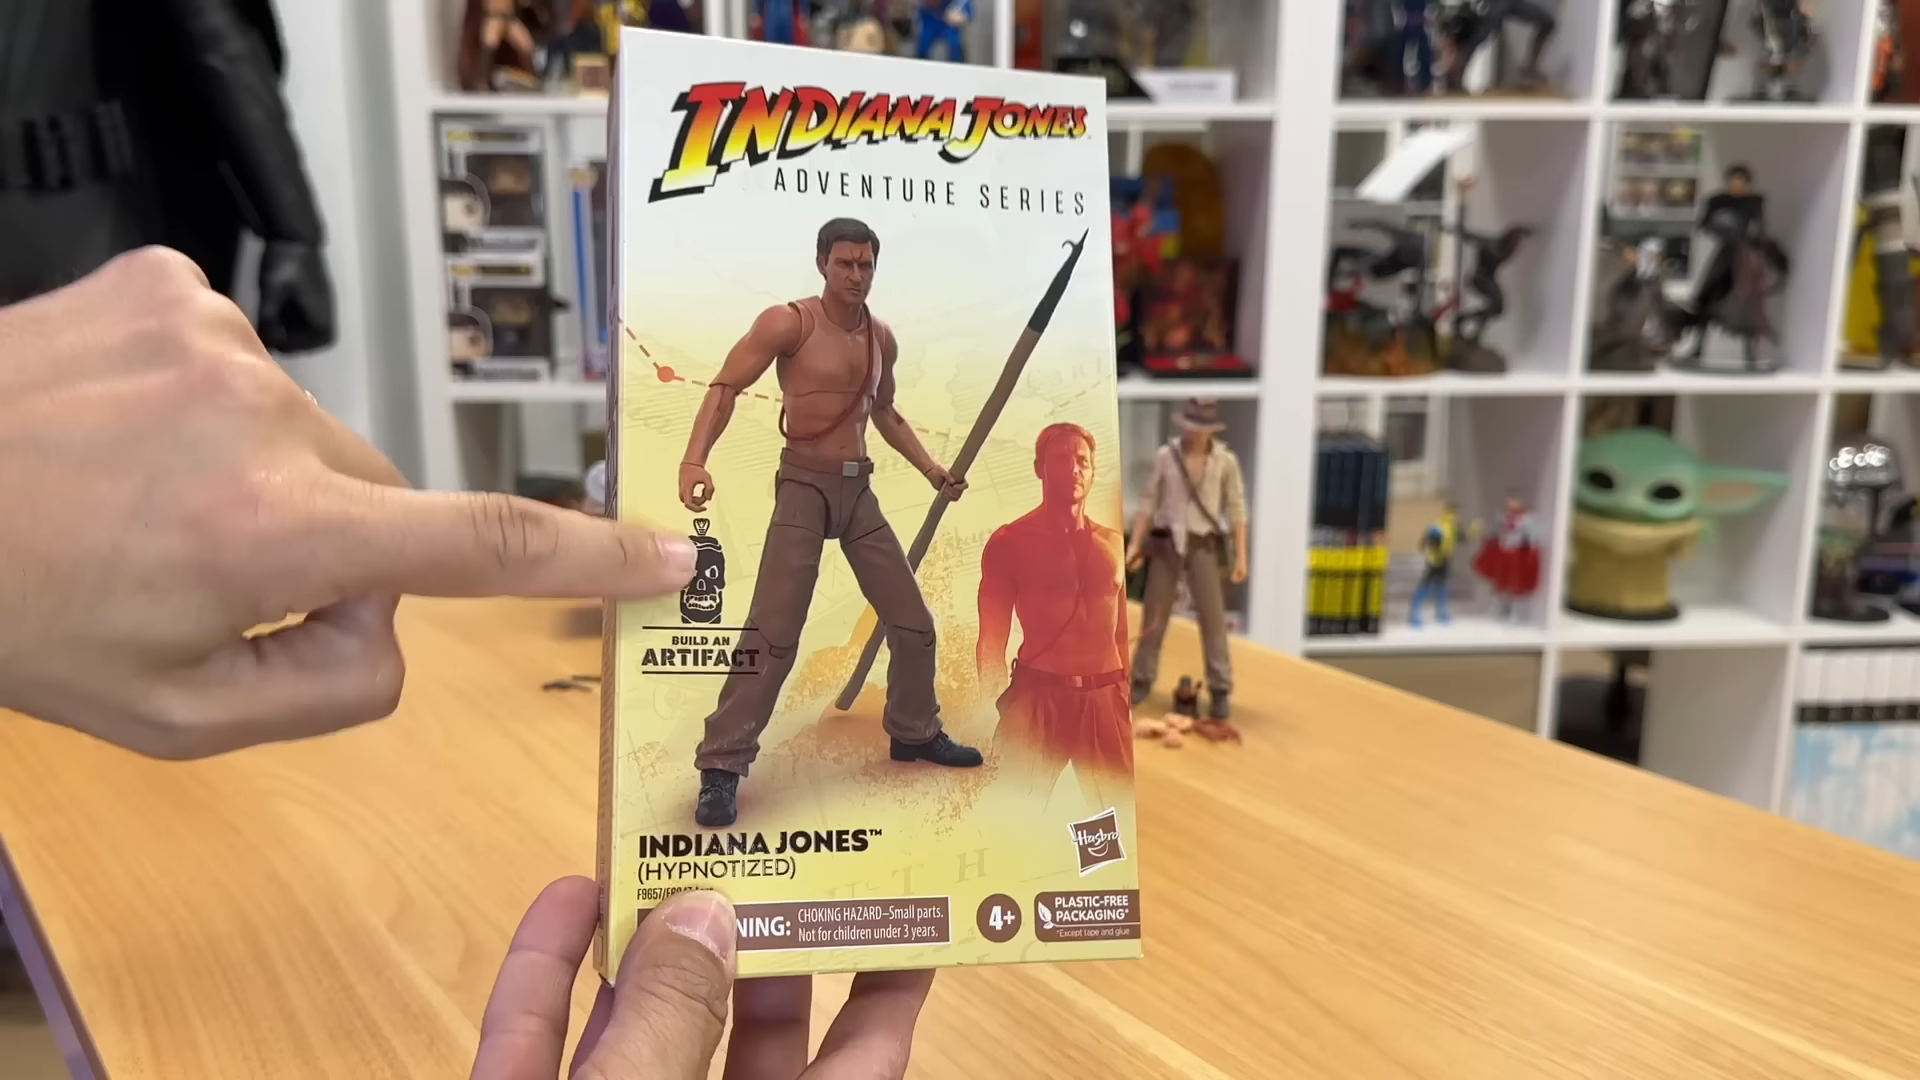 INDIANA JONES
ADVENTURE SERIES
BUILD AN
ARTIFACT
INDIANA JONES™
(HYPNOTIZED)
NING: CHOKING HAZARD–Small parts.
Not for children under 3 years.
4+
PLASTIC-FREE
PACKAGING*
*Except tape and glue
Hasbro